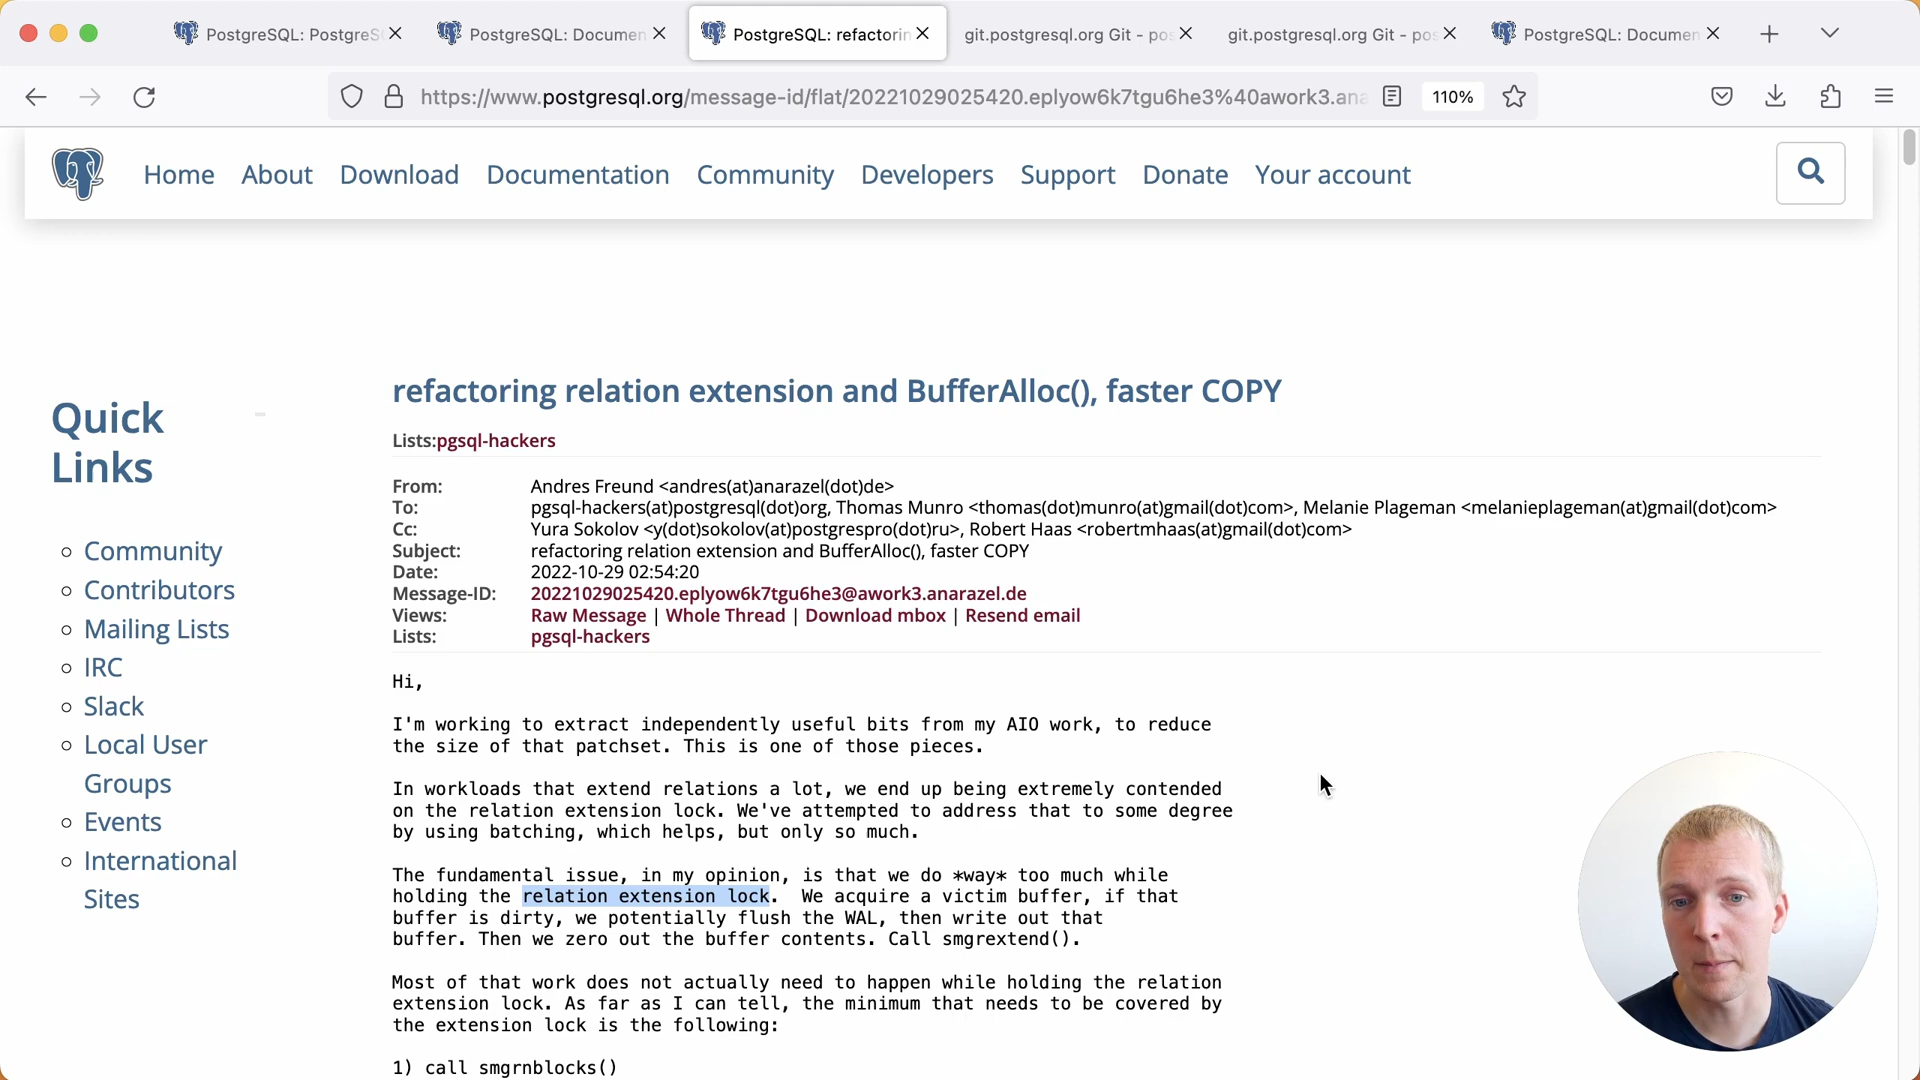 PostgreSQL: PostgreS
PostgreSQL: Documen
PostgreSQL: refactorin
git.postgresql.org Git - pos
git.postgresql.org Git - pos
PostgreSQL: Documen
https://www.postgresql.org/message-id/flat/20221029025420.eplyow6k7tgu6he3%40awork3.ana
110%
Home About Download Documentation Community Developers Support Donate Your account
Quick
Links
Community
Contributors
Mailing Lists
IRC
Slack
Local User
Groups
Events
International
Sites
refactoring relation extension and BufferAlloc(), faster COPY
Lists:pgsql-hackers
From: Andres Freund <andres(at)anarazel(dot)de>
To: pgsql-hackers(at)postgresql(dot)org, Thomas Munro <thomas(dot)munro(at)gmail(dot)com>, Melanie Plageman <melanieplageman(at)gmail(dot)com>
Cc: Yura Sokolov <y(dot)sokolov(at)postgrespro(dot)ru>, Robert Haas <robertmhaas(at)gmail(dot)com>
Subject: refactoring relation extension and BufferAlloc(), faster COPY
Date: 2022-10-29 02:54:20
Message-ID: 20221029025420.eplyow6k7tgu6he3@awork3.anarazel.de
Views: Raw Message | Whole Thread | Download mbox | Resend email
Lists: pgsql-hackers
Hi,
I'm working to extract independently useful bits from my AIO work, to reduce
the size of that patchset. This is one of those pieces.
In workloads that extend relations a lot, we end up being extremely contended
on the relation extension lock. We've attempted to address that to some degree
by using batching, which helps, but only so much.
The fundamental issue, in my opinion, is that we do *way* too much while
holding the relation extension lock.  We acquire a victim buffer, if that
buffer is dirty, we potentially flush the WAL, then write out that
buffer. Then we zero out the buffer contents. Call smgrextend().
Most of that work does not actually need to happen while holding the relation
extension lock. As far as I can tell, the minimum that needs to be covered by
the extension lock is the following:
1) call smgrnblocks()